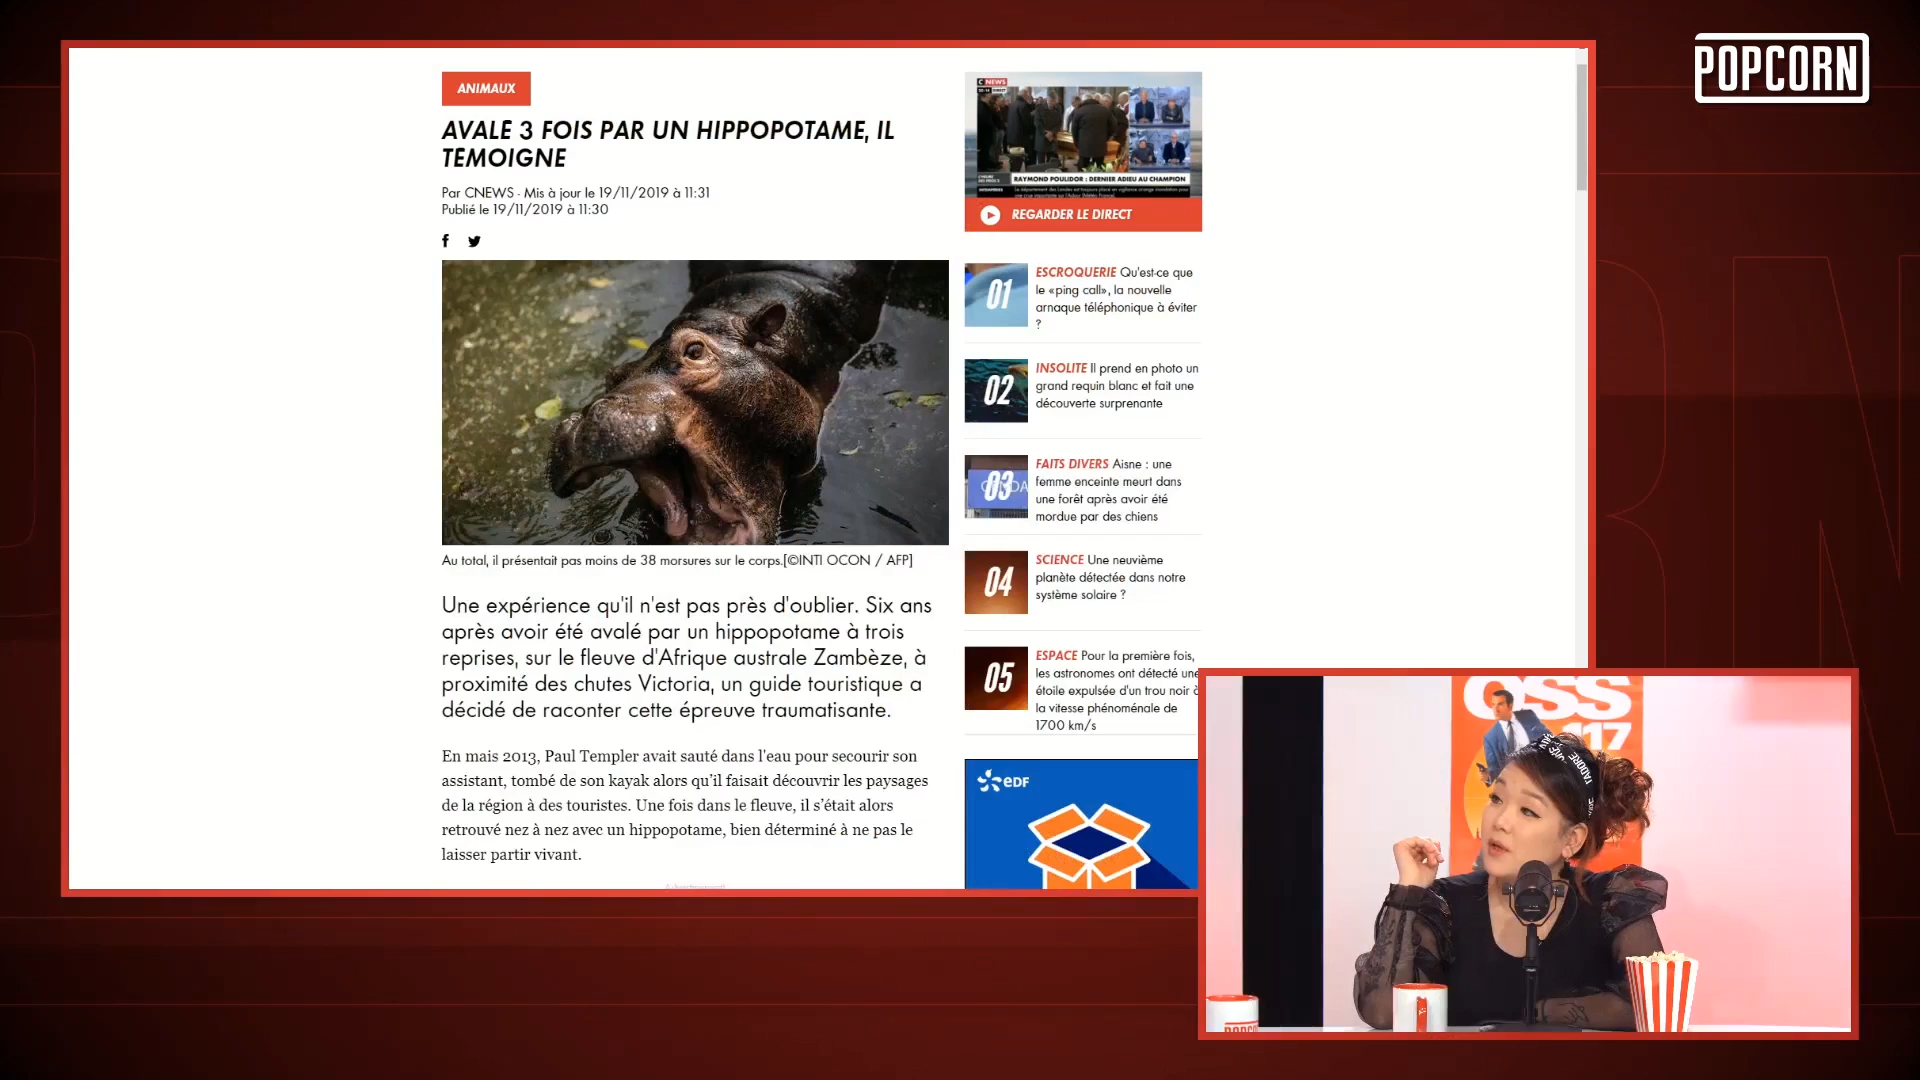 POPCORN
ANIMAUX
AVALÉ 3 FOIS PAR UN HIPPOPOTAME, IL
TÉMOIGNE
Par CNEWS - Mis à jour le 19/11/2019 à 11:31
Publié le 19/11/2019 à 11:30
Au total, il présentait pas moins de 38 morsures sur le corps.[©INTI OCON / AFP]
Une expérience qu'il n'est pas près d'oublier. Six ans
après avoir été avalé par un hippopotame à trois
reprises, sur le fleuve d'Afrique australe Zambèze, à
proximité des chutes Victoria, un guide touristique a
décidé de raconter cette épreuve traumatisante.
En mais 2013, Paul Templer avait sauté dans l'eau pour secourir son
assistant, tombé de son kayak alors qu'il faisait découvrir les paysages
de la région à des touristes. Une fois dans le fleuve, il s'était alors
retrouvé nez à nez avec un hippopotame, bien déterminé à ne pas le
laisser partir vivant.
CNEWS
DIRECT
RAYMOND POULIDOR : DERNIER ADIEU AU CHAMPION
REGARDER LE DIRECT
01
ESCROQUERIE Qu'est-ce que
le «ping call», la nouvelle
arnaque téléphonique à éviter
?
02
INSOLITE Il prend en photo un
grand requin blanc et fait une
découverte surprenante
03
FAITS DIVERS Aisne : une
femme enceinte meurt dans
une forêt après avoir été
mordue par des chiens
04
SCIENCE Une neuvième
planète détectée dans notre
système solaire ?
05
ESPACE Pour la première fois,
les astronomes ont détecté une
étoile expulsée d'un trou noir à
la vitesse phénoménale de
1700 km/s
edf
OSS
117
J'ADORE
POPCORN